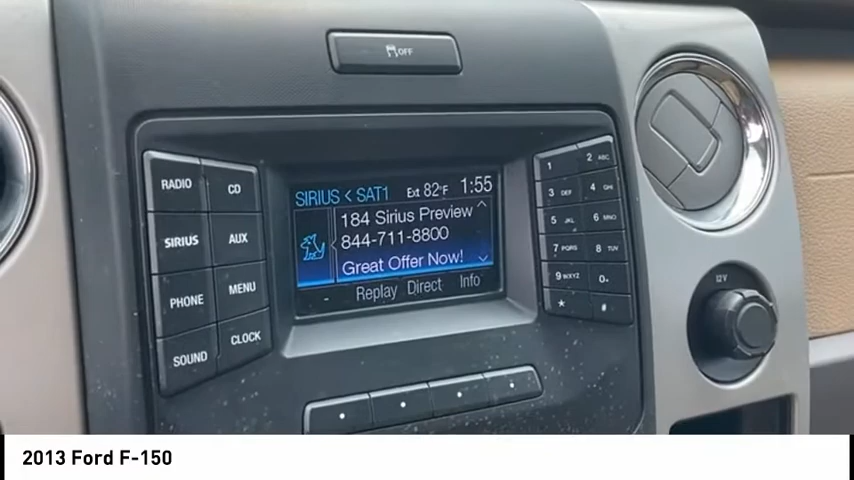 OFF
RADIO
CD
SIRIUS
AUX
PHONE
MENU
SOUND
CLOCK
SIRIUS < SAT1 Ext 82°F 1:55
184 Sirius Preview
844-711-8800
Great Offer Now!
Replay Direct Info
1
2 ABC
3 DEF
4 GHI
5 JKL
6 MNO
7 PQRS
8 TUV
9 WXYZ
0
*
#
12V
2013 Ford F-150